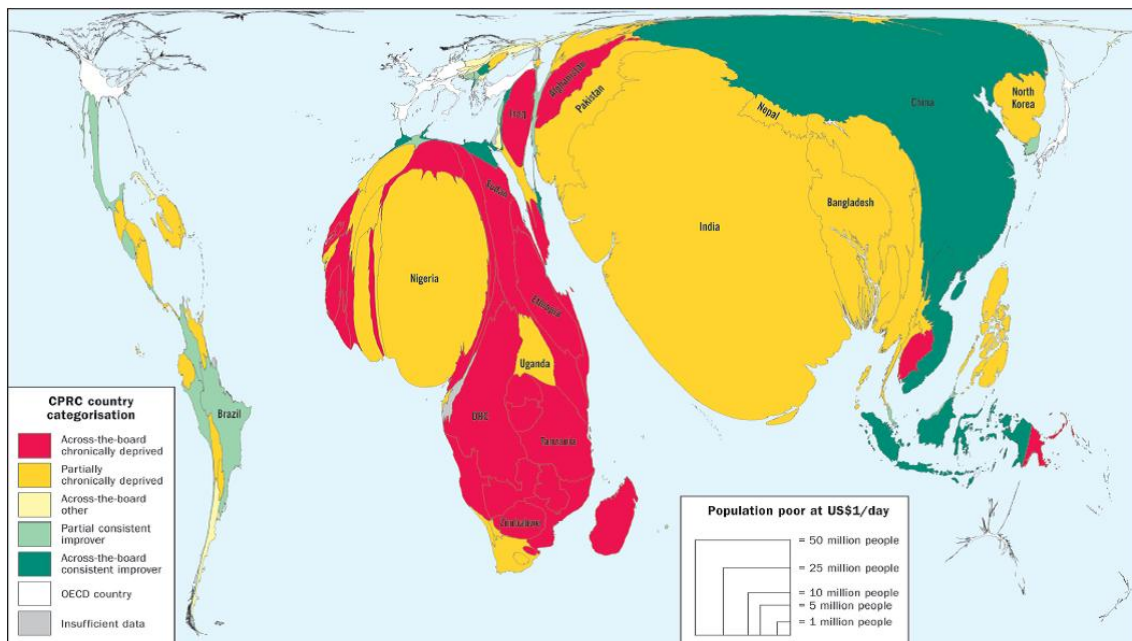 Afghanistan
Iraq
Pakistan
Nepal
China
North
Korea
Sudan
Bangladesh
India
Nigeria
Ethiopia
Uganda
Brazil
DRC
Tanzania
Zimbabwe
CPRC country
categorisation
Across-the-board
chronically deprived
Partially
chronically deprived
Across-the-board
other
Partial consistent
improver
Across-the-board
consistent improver
OECD country
Insufficient data
Population poor at US$1/day
= 50 million people
= 25 million people
= 10 million people
= 5 million people
= 1 million people